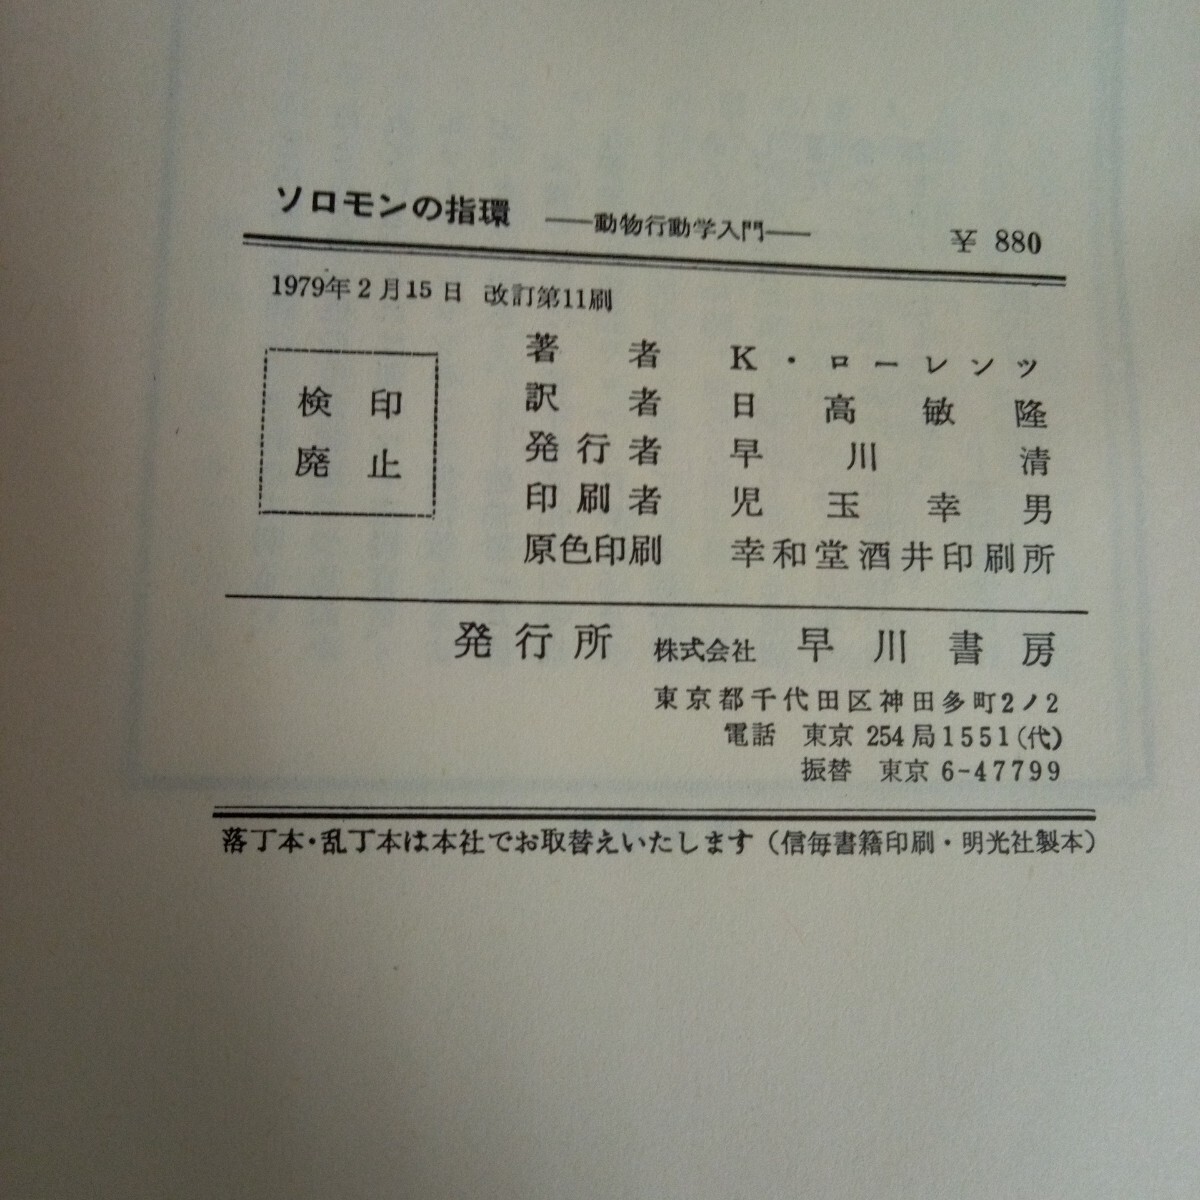 ソロモンの指環 ——動物行動学入門—— ¥ 880
1979年2月15日 改訂第11刷
検印
廃止
著者 K・ローレンツ
訳者 日高敏隆
発行者 早川清
印刷者 児玉幸男
原色印刷 幸和堂酒井印刷所
発行所 株式会社 早川書房
東京都千代田区神田多町2ノ2
電話 東京 254局1551(代)
振替 東京 6-47799
落丁本・乱丁本は本社でお取替えいたします(信毎書籍印刷・明光社製本)